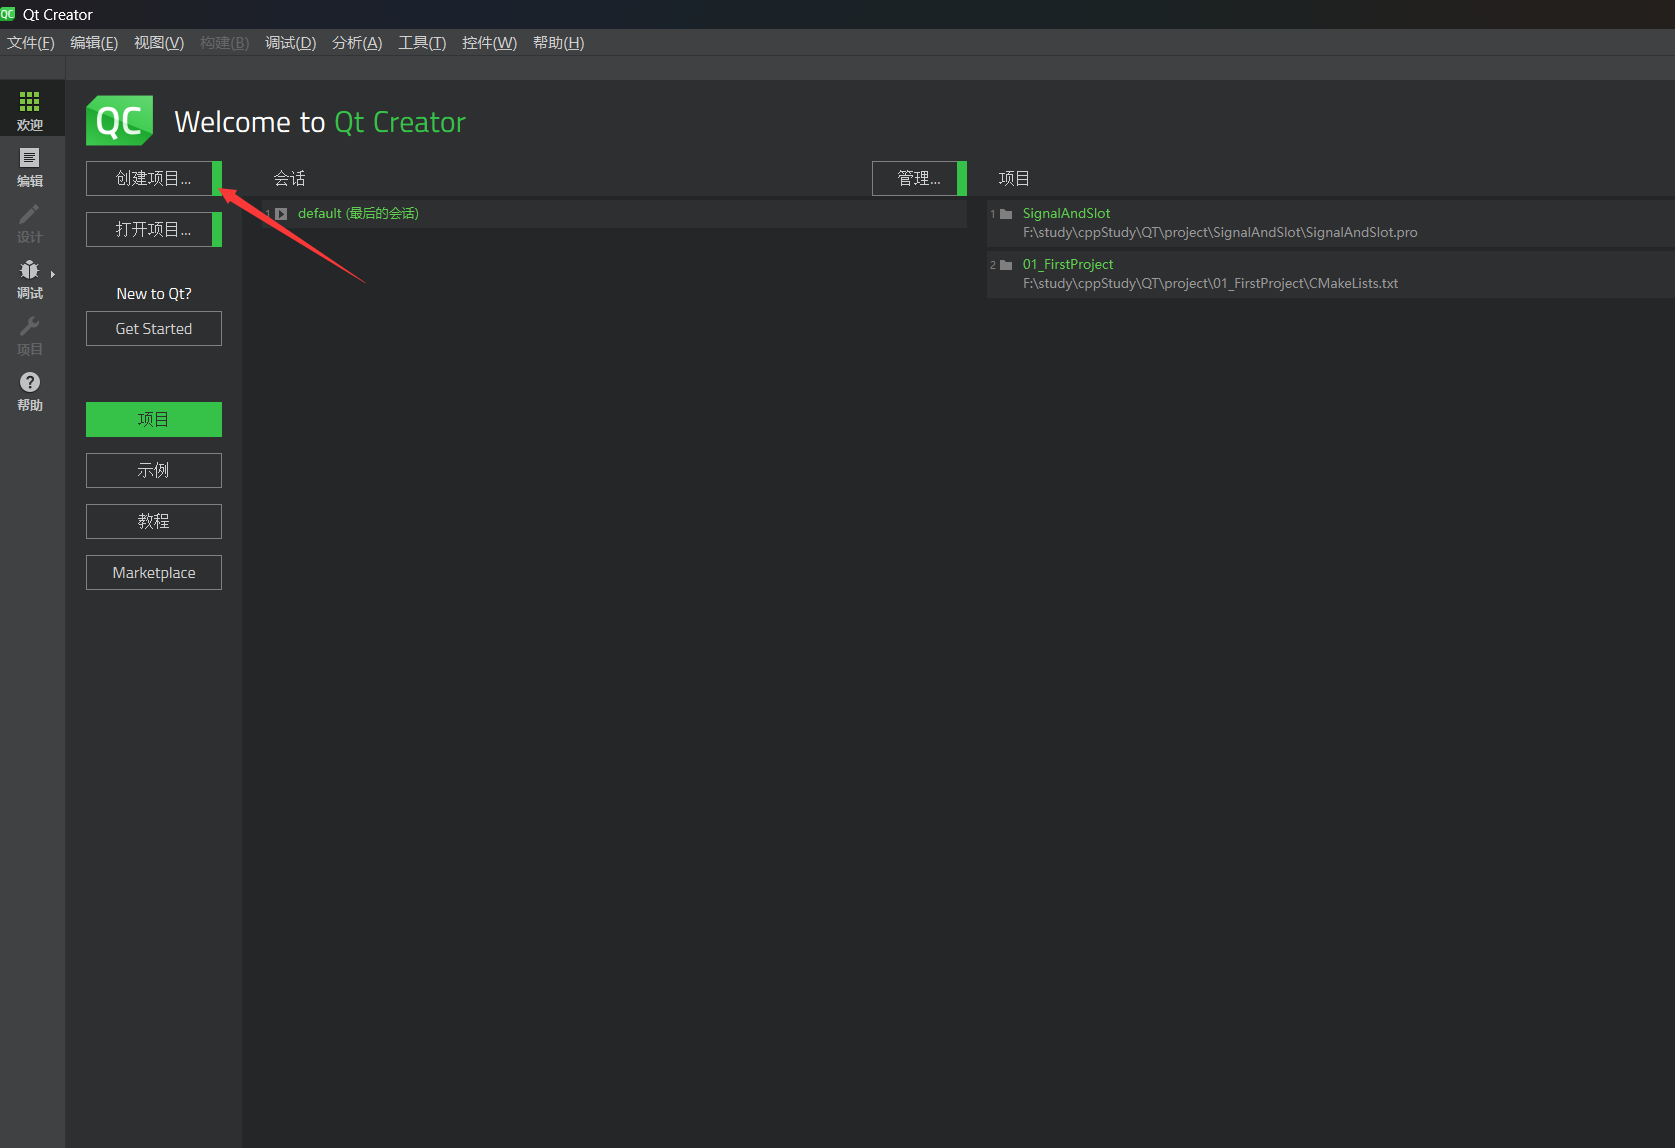 QC Qt Creator
文件(F) 编辑(E) 视图(V) 构建(B) 调试(D) 分析(A) 工具(T) 控件(W) 帮助(H)
欢迎
编辑
设计
调试
项目
帮助
QC Welcome to Qt Creator
创建项目...
打开项目...
New to Qt?
Get Started
项目
示例
教程
Marketplace
会话
管理...
1 default (最后的会话)
项目
1 SignalAndSlot
F:\study\cppStudy\QT\project\SignalAndSlot\SignalAndSlot.pro
2 01_FirstProject
F:\study\cppStudy\QT\project\01_FirstProject\CMakeLists.txt